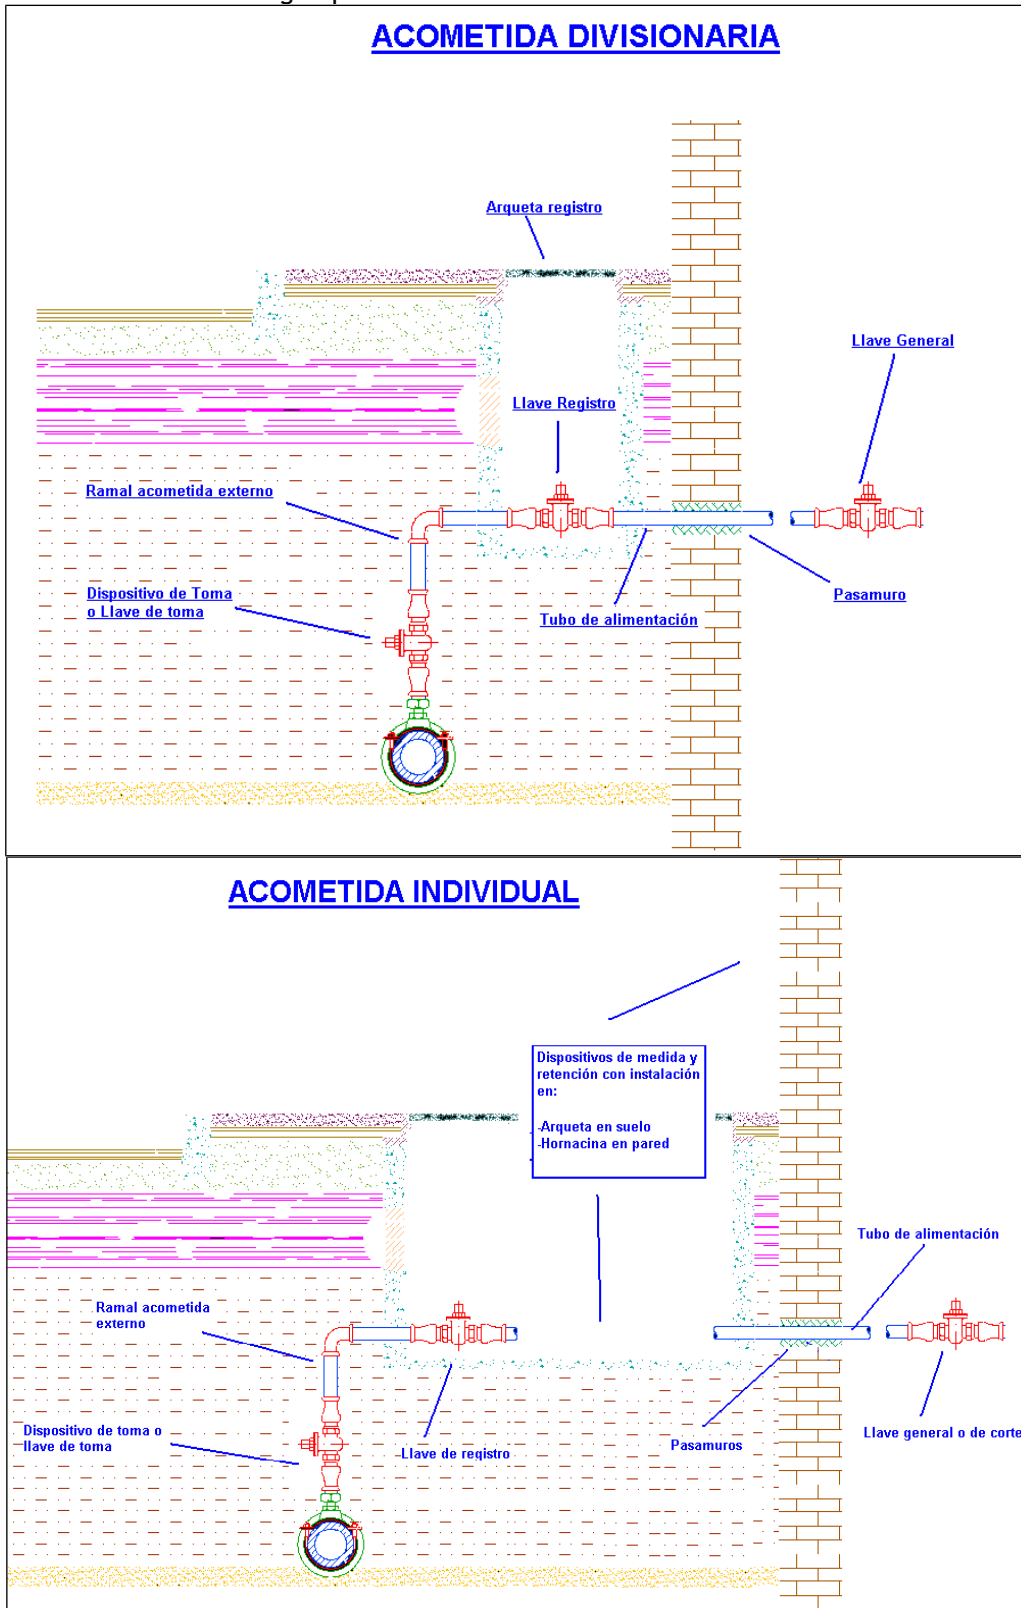 ACOMETIDA DIVISIONARIA
Arqueta registro
Llave General
Llave Registro
Ramal acometida externo
Dispositivo de Toma
o Llave de toma
Tubo de alimentación
Pasamuro
ACOMETIDA INDIVIDUAL
Dispositivos de medida y
retención con instalación
en:
-Arqueta en suelo
-Hornacina en pared
Tubo de alimentación
Ramal acometida
externo
Dispositivo de toma o
llave de toma
Llave de registro
Pasamuros
Llave general o de corte